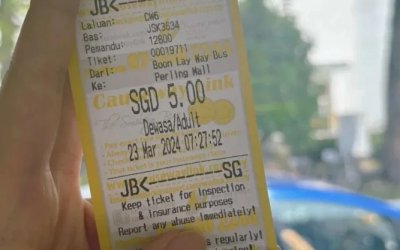 JB<----------SG
Laluan: CW6
Bas: JSK3634
Pemandu: 12600
Tiket: 00019711
Dari: Boon Lay Way Bus
Ke: Perling Mall
SGD 5.00
Dewasa/Adult
23 Mar 2024 07:27:52
JB<----------SG
Keep ticket for inspection
& insurance purposes
Report any abuse immediately!
regularly!